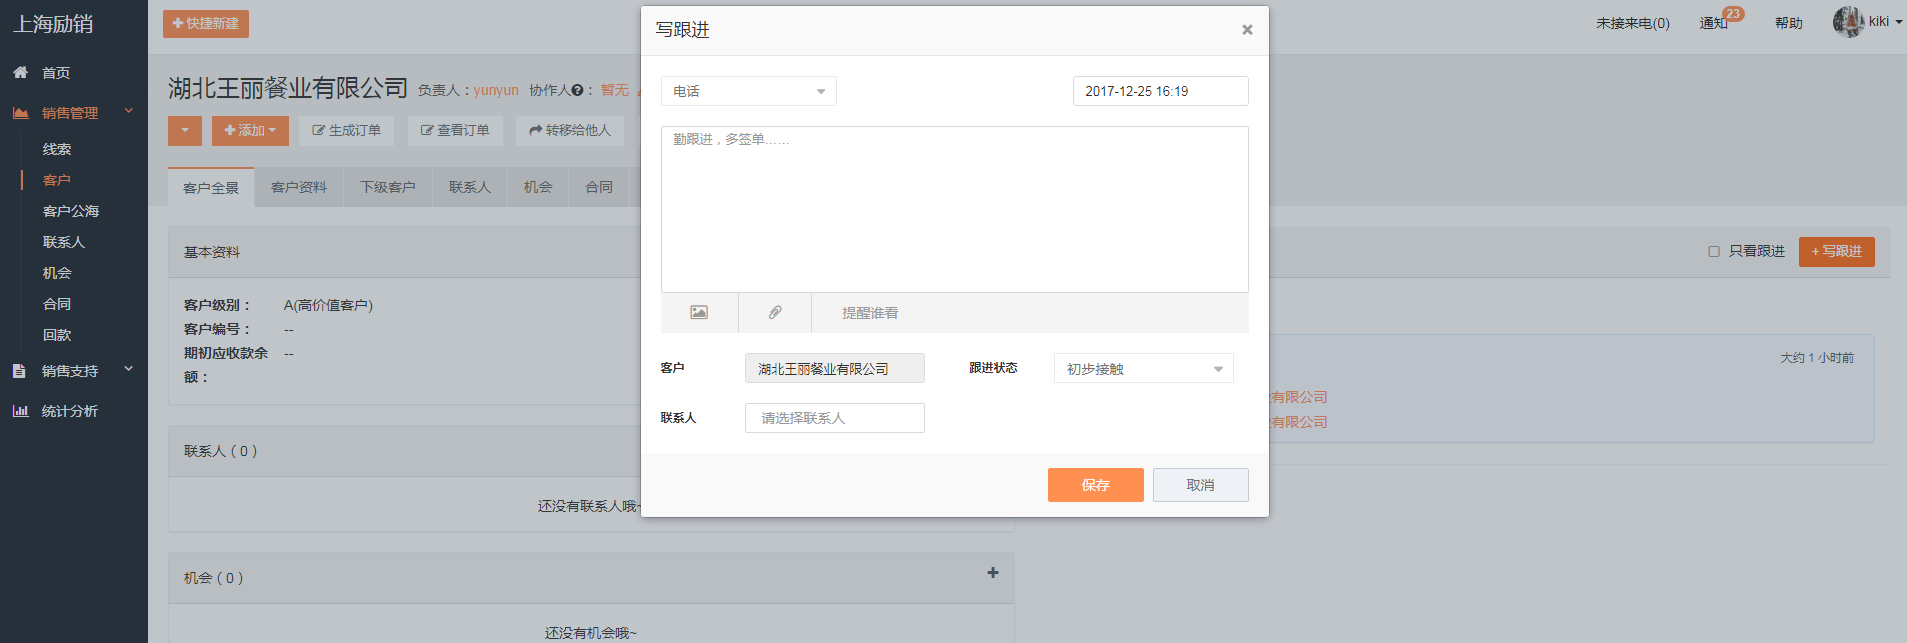 上海励销
快捷新建
未接来电(0)
通知
23
帮助
kiki
首页
销售管理
线索
客户
客户公海
联系人
机会
合同
回款
销售支持
统计分析
湖北王丽餐业有限公司 负责人：yunyun 协作人 ： 暂无
添加 生成订单 查看订单 转移给他人
客户全景 客户资料 下级客户 联系人 机会 合同
基本资料
客户级别： A(高价值客户)
客户编号： --
期初应收款余 --
额：
联系人 ( 0 )
还没有联系人哦~
机会 ( 0 )
还没有机会哦~
写跟进
×
电话
2017-12-25 16:19
勤跟进，多签单......
提醒谁看
客户 湖北王丽餐业有限公司 跟进状态 初步接触
联系人 请选择联系人
保存 取消
只看跟进 + 写跟进
大约 1 小时前
有限公司
有限公司